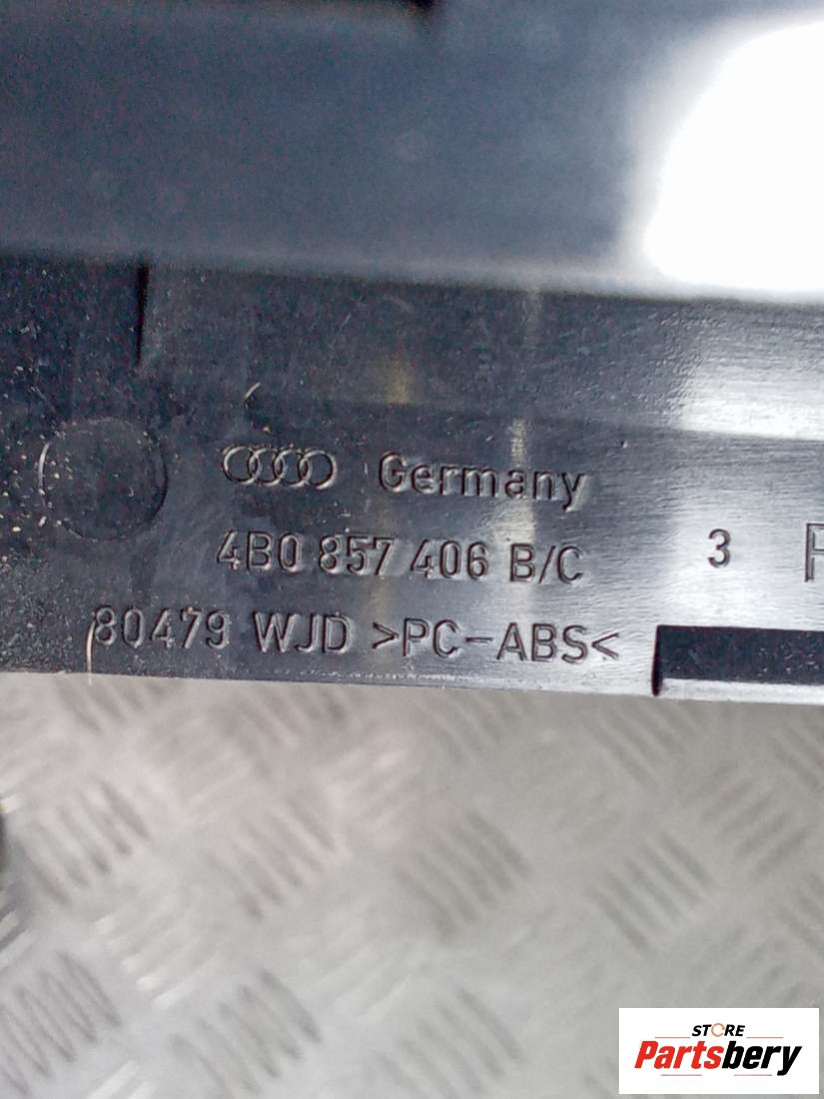 Germany
4B0 857 406 B/C 3
80479 WJD >PC-ABS<
STORE
Partsbery